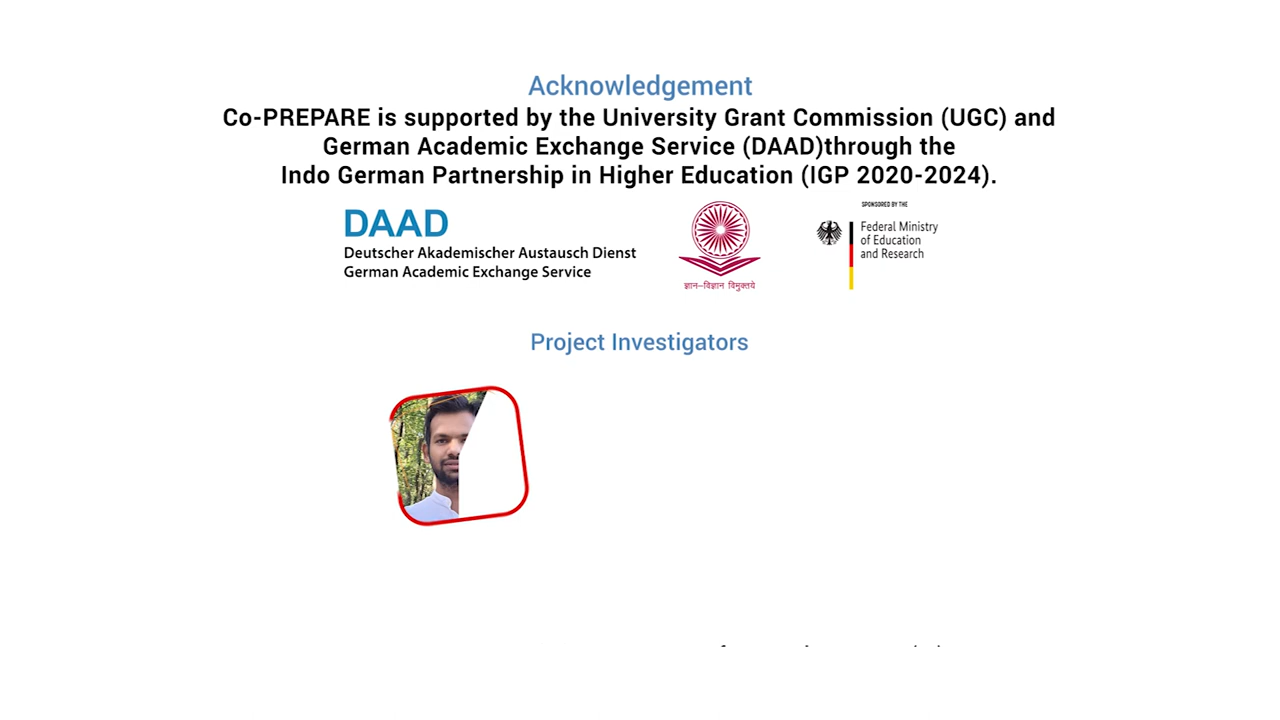 Acknowledgement
Co-PREPARE is supported by the University Grant Commission (UGC) and
German Academic Exchange Service (DAAD)through the
Indo German Partnership in Higher Education (IGP 2020-2024).
DAAD
Deutscher Akademischer Austausch Dienst
German Academic Exchange Service
ज्ञान-विज्ञान विमुक्तये
SPONSORED BY THE
Federal Ministry
of Education
and Research
Project Investigators